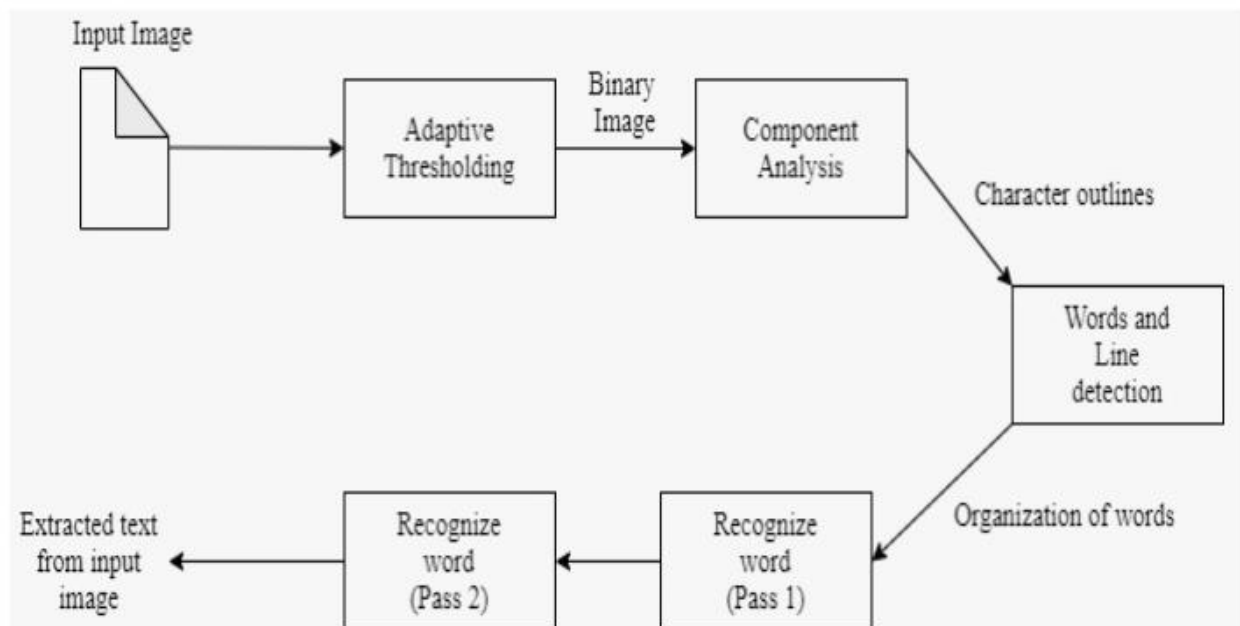 Input Image
Adaptive
Thresholding
Binary
Image
Component
Analysis
Character outlines
Words and
Line
detection
Organization of words
Recognize
word
(Pass 1)
Recognize
word
(Pass 2)
Extracted text
from input
image